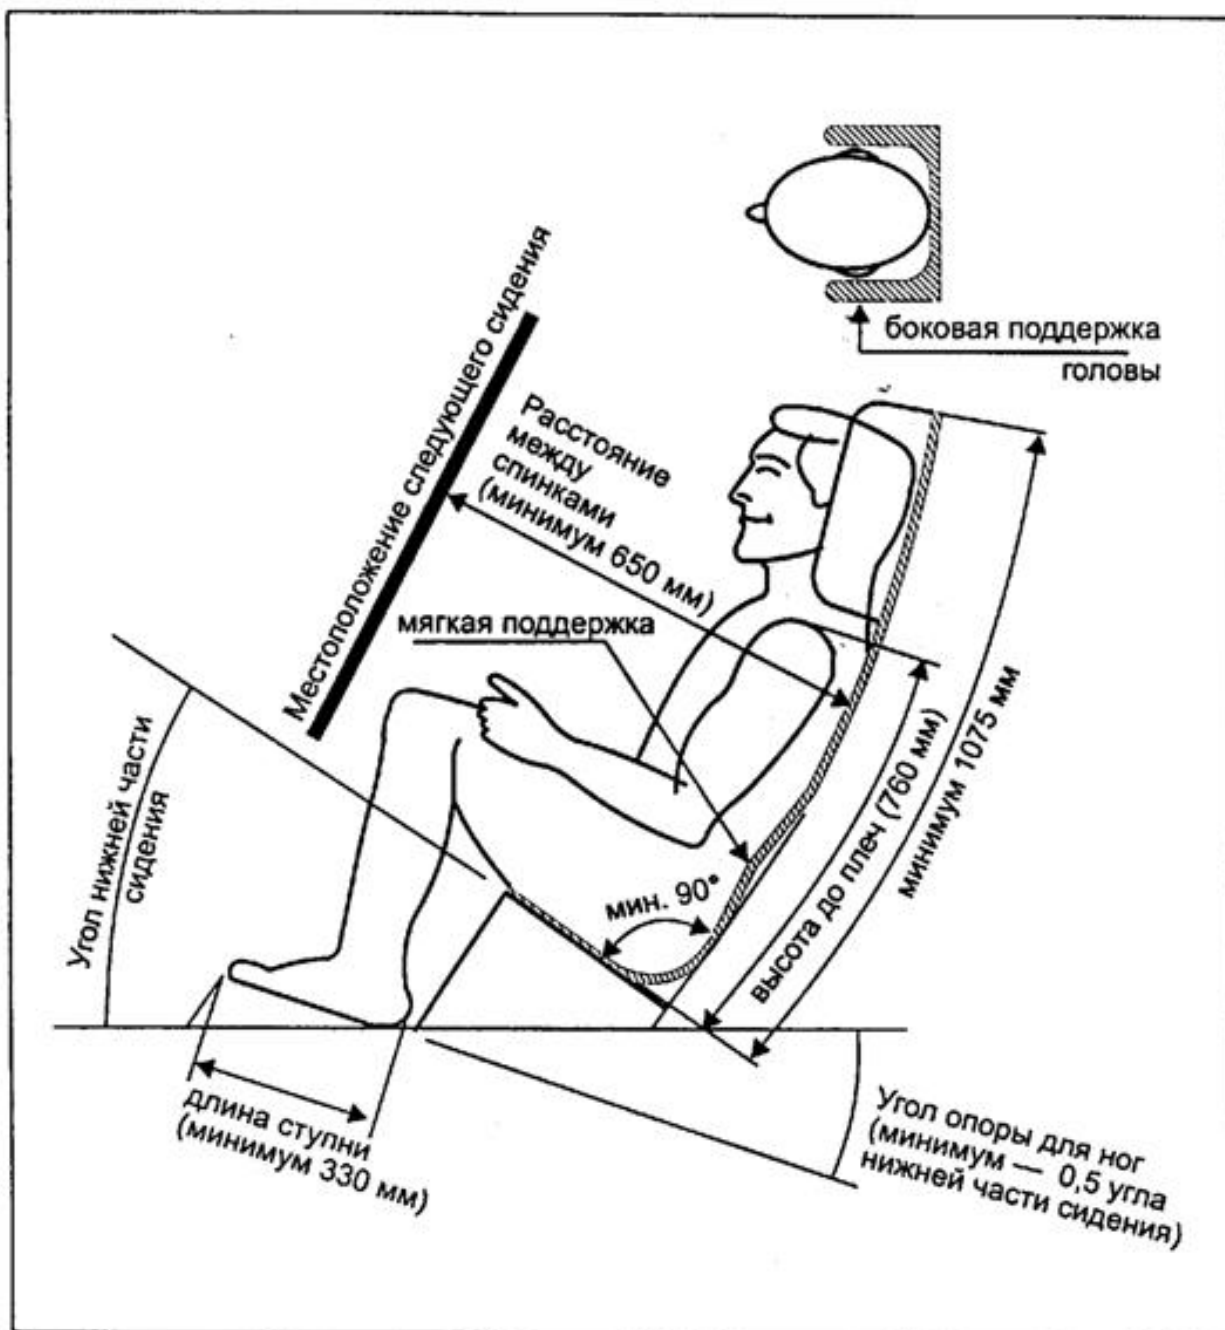 боковая поддержка
головы
Местоположение следующего сидения
Расстояние
между
спинками
(минимум 650 мм)
мягкая поддержка
Угол нижней части
сидения
мин. 90°
высота до плеч (760 мм)
минимум 1075 мм
длина ступни
(минимум 330 мм)
Угол опоры для ног
(минимум — 0,5 угла
нижней части сидения)